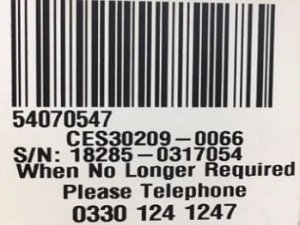 54070547
CES30209-0066
S/N: 18285-0317054
When No Longer Required
Please Telephone
0330 124 1247